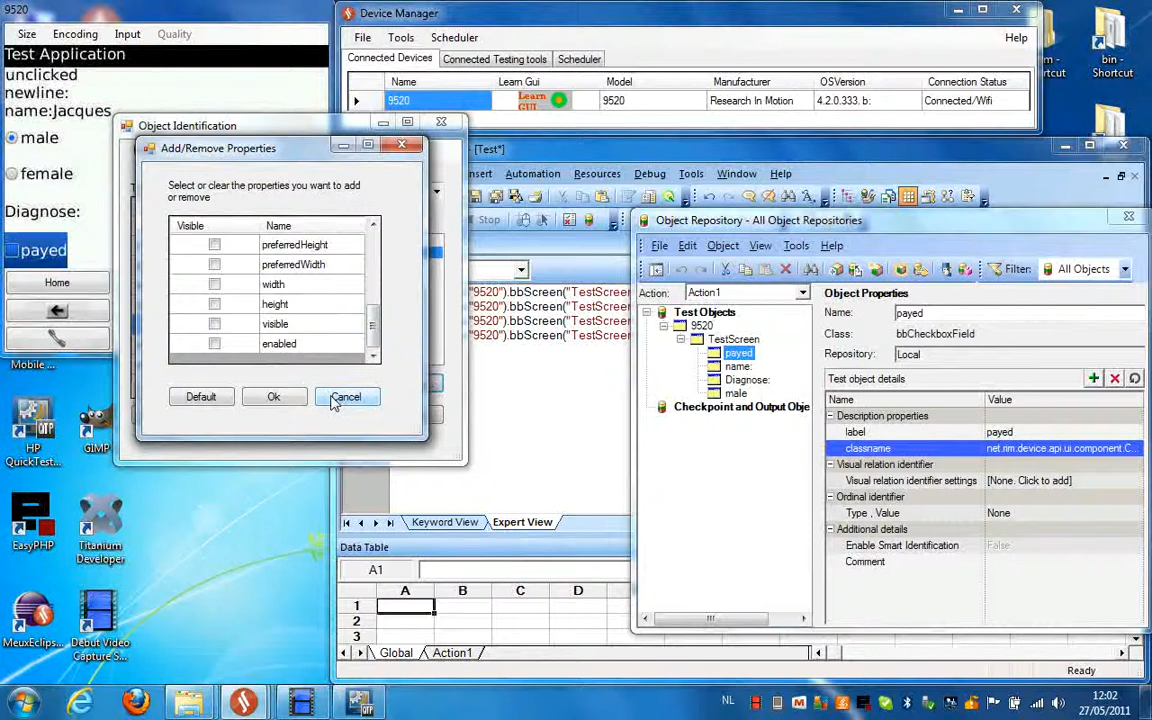 9520
Size Encoding Input Quality
Test Application
unclicked
newline:
name:Jacques
male
female
Diagnose:
payed
Home
Mobile
Device Manager
File Tools Scheduler Help
Connected Devices Connected Testing tools Scheduler
Name Learn Gui Model Manufacturer OSVersion Connection Status
9520 Learn GUI 9520 Research In Motion 4.2.0.333. b: Connected/Wifi
Object Identification
Add/Remove Properties
Select or clear the properties you want to add
or remove
Visible Name
preferredHeight
preferredWidth
width
height
visible
enabled
Default Ok Cancel
- [Test*]
nsert Automation Resources Debug Tools Window Help
Stop
"9520").bbScreen("TestScreen
"9520").bbScreen("TestScreen
"9520").bbScreen("TestScreen
"9520").bbScreen("TestScreen
Keyword View Expert View
Data Table
A1
A B C D
1
2
3
Global Action1
Ready
Object Repository - All Object Repositories
File Edit Object View Tools Help
Filter: All Objects
Action: Action1
Test Objects
9520
TestScreen
payed
name:
Diagnose:
male
Checkpoint and Output Obje
Object Properties
Name: payed
Class: bbCheckboxField
Repository: Local
Test object details
Name Value
Description properties
label payed
classname net.rim.device.api.ui.component.C...
Visual relation identifier
Visual relation identifier settings [None. Click to add]
Ordinal identifier
Type , Value None
Additional details
Enable Smart Identification False
Comment
m -
bin -
Shortcut
HP
QuickTest...
GIMP
EasyPHP
Titanium
Developer
MeuxEclips...
Debut Video
Capture S...
NL
12:02
27/05/2011